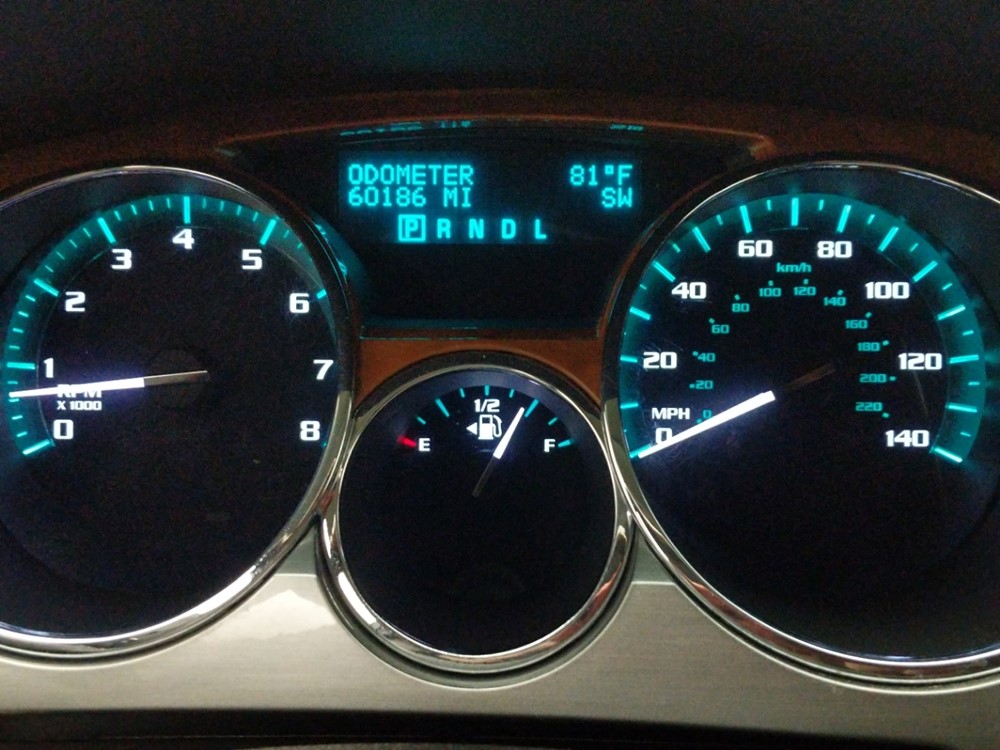 ODOMETER 81°F
60186 MI SW
P R N D L
0 1 2 3 4 5 6 7 8
RPM
X 1000
E 1/2 F
0 20 40 60 80 100 120 140
MPH
km/h
0 20 40 60 80 100 120 140 160 180 200 220